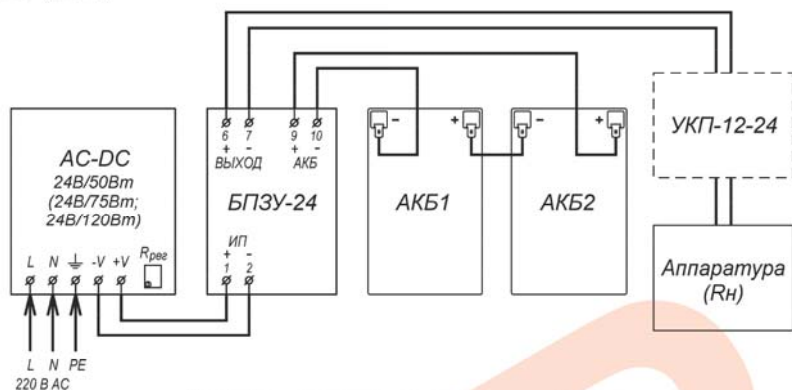 AC-DC
24В/50Вт
(24В/75Вт;
24В/120Вт)
L N -V +V
Rрег
L N PE
220 В AC
6 7 9 10
+ - + -
ВЫХОД АКБ
БПЗУ-24
ИП
+ -
1 2
- +
АКБ1
- +
АКБ2
УКП-12-24
Аппаратура
(Rн)